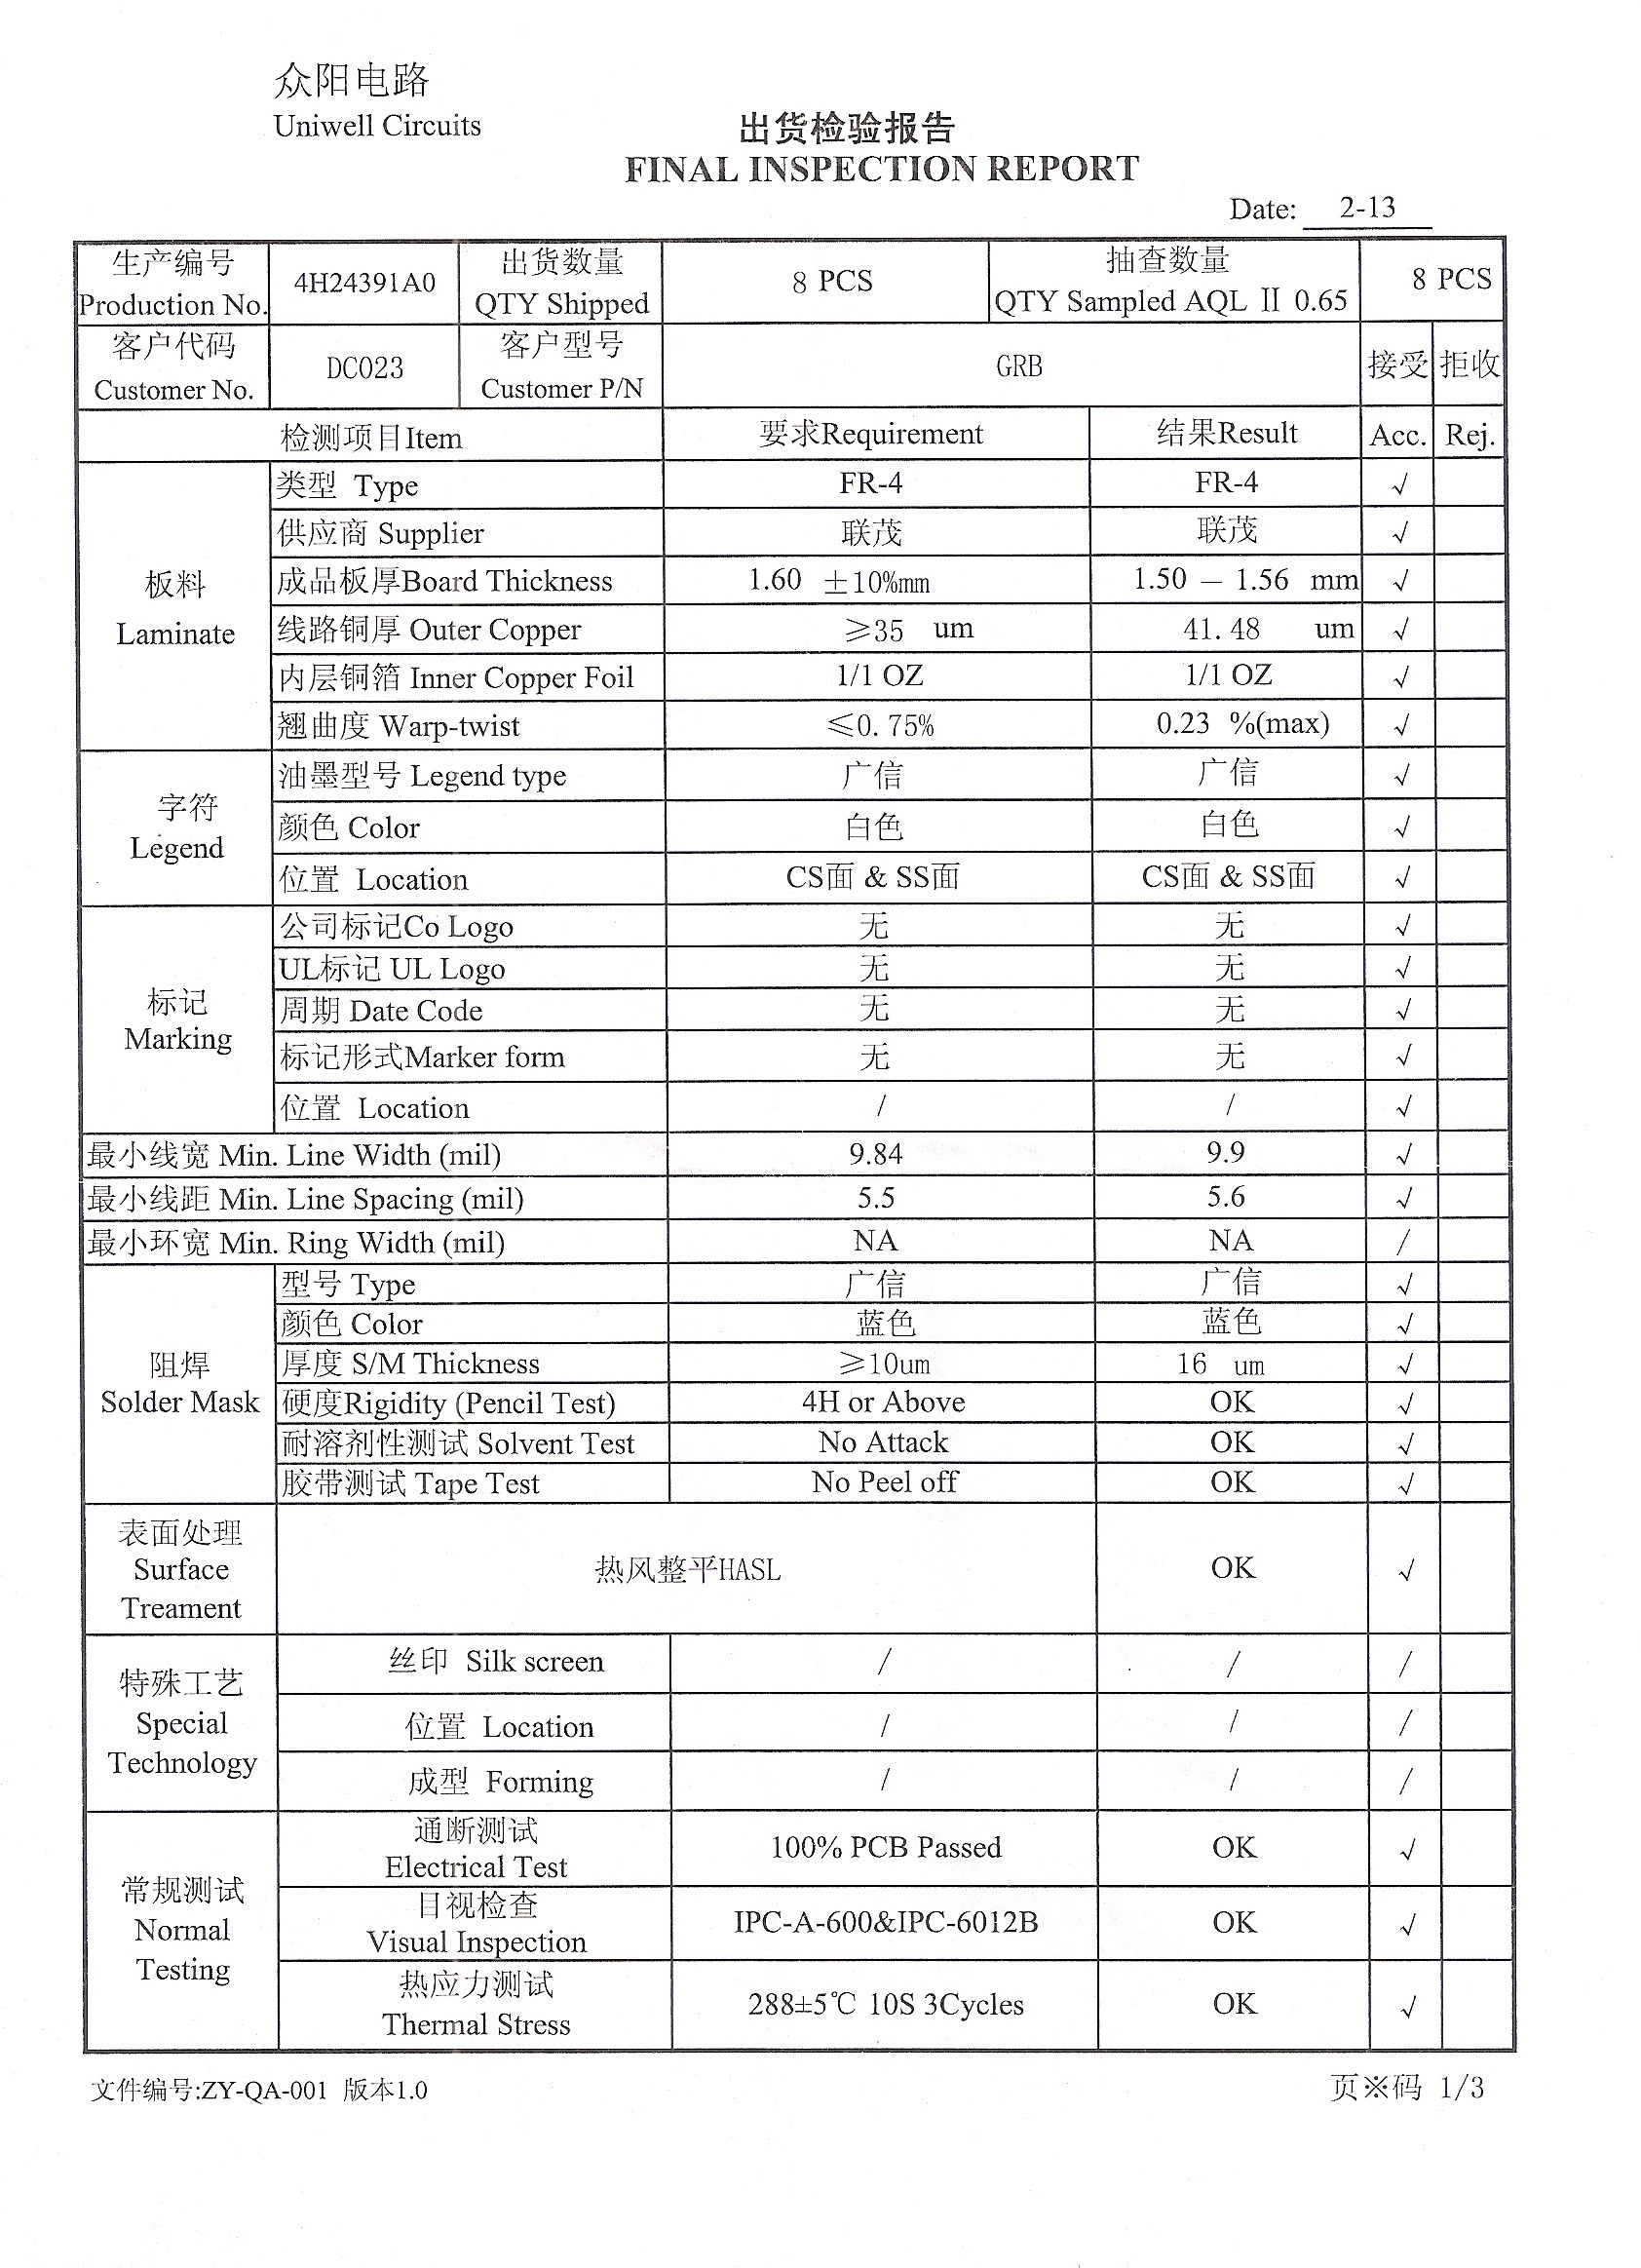 众阳电路
Uniwell Circuits
出货检验报告
FINAL INSPECTION REPORT
Date: 2-13
生产编号 Production No. 4H24391A0 出货数量 QTY Shipped 8 PCS 抽查数量 QTY Sampled AQL Ⅱ 0.65 8 PCS
客户代码 Customer No. DC023 客户型号 Customer P/N GRB 接受 拒收
检测项目Item 要求Requirement 结果Result Acc. Rej.
板料 Laminate
类型 Type FR-4 FR-4 √
供应商 Supplier 联茂 联茂 √
成品板厚Board Thickness 1.60 ±10%mm 1.50 – 1.56 mm √
线路铜厚 Outer Copper ≥35 um 41.48 um √
内层铜箔 Inner Copper Foil 1/1 OZ 1/1 OZ √
翘曲度 Warp-twist ≤0.75% 0.23 %(max) √
字符 Legend
油墨型号 Legend type 广信 广信 √
颜色 Color 白色 白色 √
位置 Location CS面 & SS面 CS面 & SS面 √
标记 Marking
公司标记Co Logo 无 无 √
UL标记 UL Logo 无 无 √
周期 Date Code 无 无 √
标记形式Marker form 无 无 √
位置 Location / / √
最小线宽 Min. Line Width (mil) 9.84 9.9 √
最小线距 Min. Line Spacing (mil) 5.5 5.6 √
最小环宽 Min. Ring Width (mil) NA NA /
阻焊 Solder Mask
型号 Type 广信 广信 √
颜色 Color 蓝色 蓝色 √
厚度 S/M Thickness ≥10um 16 um √
硬度Rigidity (Pencil Test) 4H or Above OK √
耐溶剂性测试 Solvent Test No Attack OK √
胶带测试 Tape Test No Peel off OK √
表面处理 Surface Treament 热风整平HASL OK √
特殊工艺 Special Technology
丝印 Silk screen / / /
位置 Location / / /
成型 Forming / / /
常规测试 Normal Testing
通断测试 Electrical Test 100% PCB Passed OK √
目视检查 Visual Inspection IPC-A-600&IPC-6012B OK √
热应力测试 Thermal Stress 288±5℃ 10S 3Cycles OK √
文件编号:ZY-QA-001 版本1.0 页※码 1/3